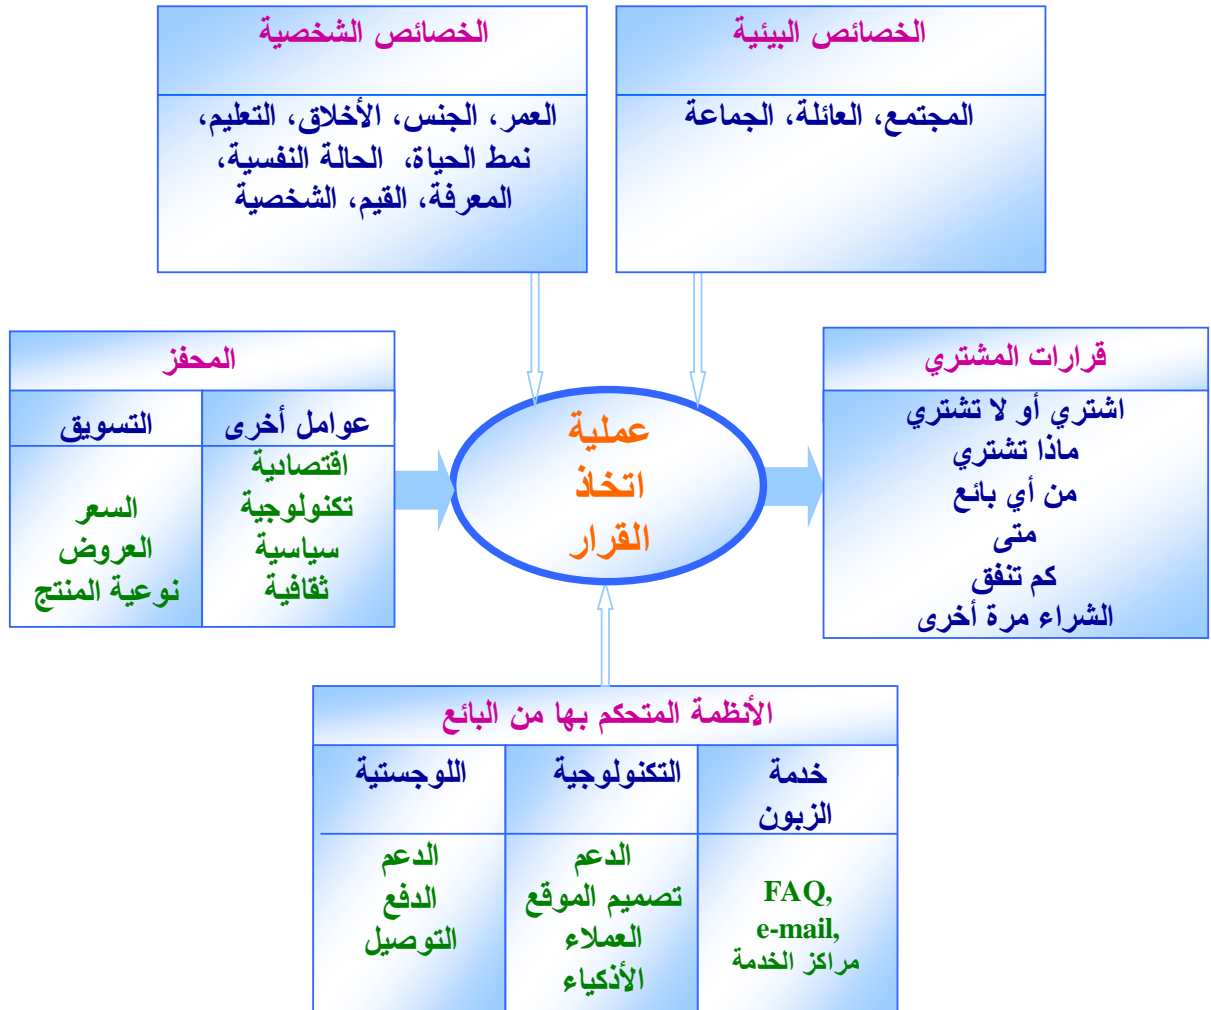 الخصائص البيئية
المجتمع، العائلة، الجماعة
الخصائص الشخصية
العمر، الجنس، الأخلاق، التعليم،
نمط الحياة، الحالة النفسية،
المعرفة، القيم، الشخصية
قرارات المشتري
اشتري أو لا تشتري
ماذا تشتري
من أي بائع
متى
كم تنفق
الشراء مرة أخرى
عملية
اتخاذ
القرار
المحفز
عوامل أخرى
اقتصادية
تكنولوجية
سياسية
ثقافية
التسويق
السعر
العروض
نوعية المنتج
الأنظمة المتحكم بها من البائع
خدمة
الزبون
FAQ,
e-mail,
مراكز الخدمة
التكنولوجية
الدعم
تصميم الموقع
العملاء
الأذكياء
اللوجستية
الدعم
الدفع
التوصيل